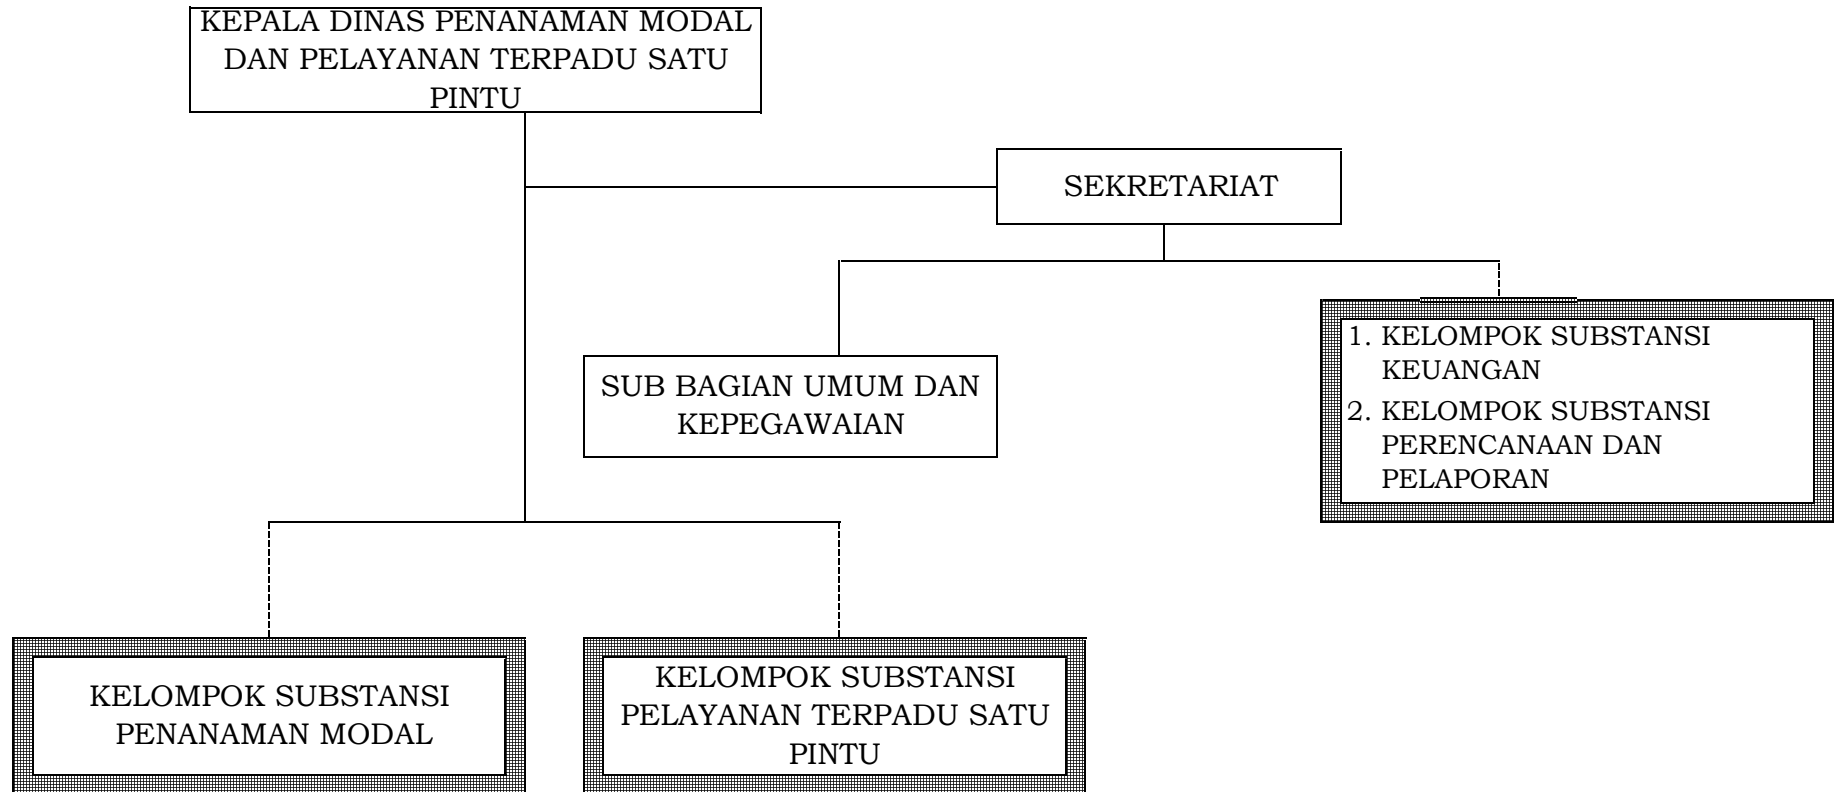 KEPALA DINAS PENANAMAN MODAL
DAN PELAYANAN TERPADU SATU
PINTU
SEKRETARIAT
1. KELOMPOK SUBSTANSI
KEUANGAN
2. KELOMPOK SUBSTANSI
PERENCANAAN DAN
PELAPORAN
SUB BAGIAN UMUM DAN
KEPEGAWAIAN
KELOMPOK SUBSTANSI
PENANAMAN MODAL
KELOMPOK SUBSTANSI
PELAYANAN TERPADU SATU
PINTU